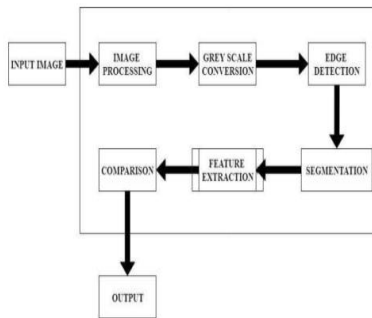 INPUT IMAGE
IMAGE
PROCESSING
GREY SCALE
CONVERSION
EDGE
DETECTION
SEGMENTATION
FEATURE
EXTRACTION
COMPARISON
OUTPUT